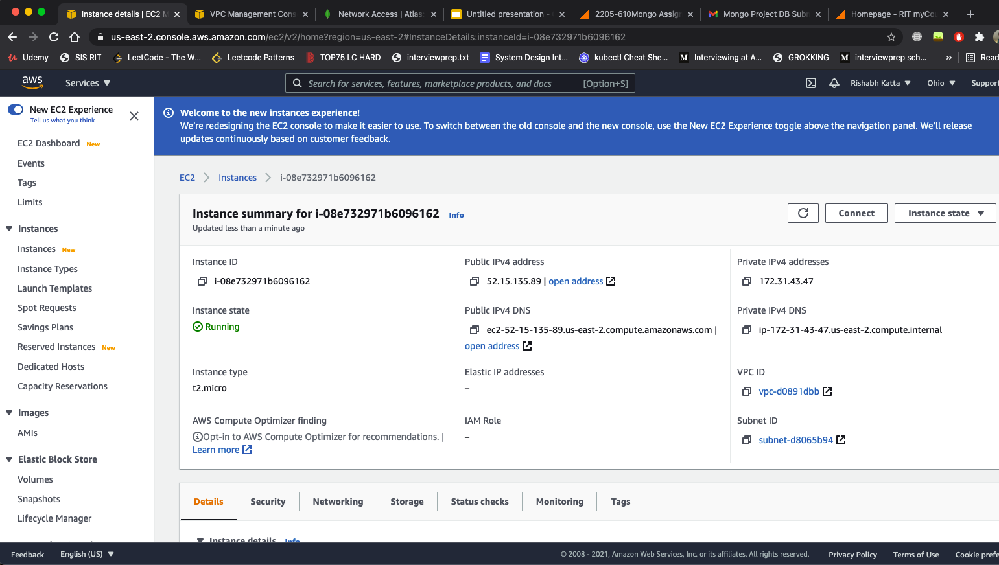 Instance details | EC2 M
VPC Management Cons
Network Access | Atlas
Untitled presentation -
2205-610Mongo Assign
Mongo Project DB Subm
Homepage - RIT myCou
us-east-2.console.aws.amazon.com/ec2/v2/home?region=us-east-2#InstanceDetails:instanceId=i-08e732971b6096162
Udemy
SIS RIT
LeetCode - The W...
Leetcode Patterns
TOP75 LC HARD
interviewprep.txt
System Design Int...
kubectl Cheat She...
Interviewing at A...
GROKKING
interviewprep sch...
»
Read
aws
Services
Search for services, features, marketplace products, and docs
[Option+S]
Rishabh Katta
Ohio
Support
New EC2 Experience
Tell us what you think
EC2 Dashboard New
Events
Tags
Limits
Instances
Instances New
Instance Types
Launch Templates
Spot Requests
Savings Plans
Reserved Instances New
Dedicated Hosts
Capacity Reservations
Images
AMIs
Elastic Block Store
Volumes
Snapshots
Lifecycle Manager
Welcome to the new instances experience!
We're redesigning the EC2 console to make it easier to use. To switch between the old console and the new console, use the New EC2 Experience toggle above the navigation panel. We'll release
updates continuously based on customer feedback.
EC2
Instances
i-08e732971b6096162
Instance summary for i-08e732971b6096162 Info
Updated less than a minute ago
Connect
Instance state
Instance ID
i-08e732971b6096162
Public IPv4 address
52.15.135.89 | open address
Private IPv4 addresses
172.31.43.47
Instance state
Running
Public IPv4 DNS
ec2-52-15-135-89.us-east-2.compute.amazonaws.com |
open address
Private IPv4 DNS
ip-172-31-43-47.us-east-2.compute.internal
Instance type
t2.micro
Elastic IP addresses
–
VPC ID
vpc-d0891dbb
AWS Compute Optimizer finding
Opt-in to AWS Compute Optimizer for recommendations. |
Learn more
IAM Role
–
Subnet ID
subnet-d8065b94
Details
Security
Networking
Storage
Status checks
Monitoring
Tags
Instance details Info
Feedback
English (US)
© 2008 - 2021, Amazon Web Services, Inc. or its affiliates. All rights reserved.
Privacy Policy
Terms of Use
Cookie prefe